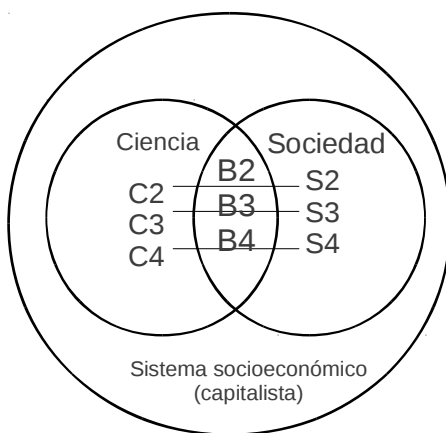 Ciencia
Sociedad
B2
C2
S2
B3
C3
S3
B4
C4
S4
Sistema socioeconómico
(capitalista)